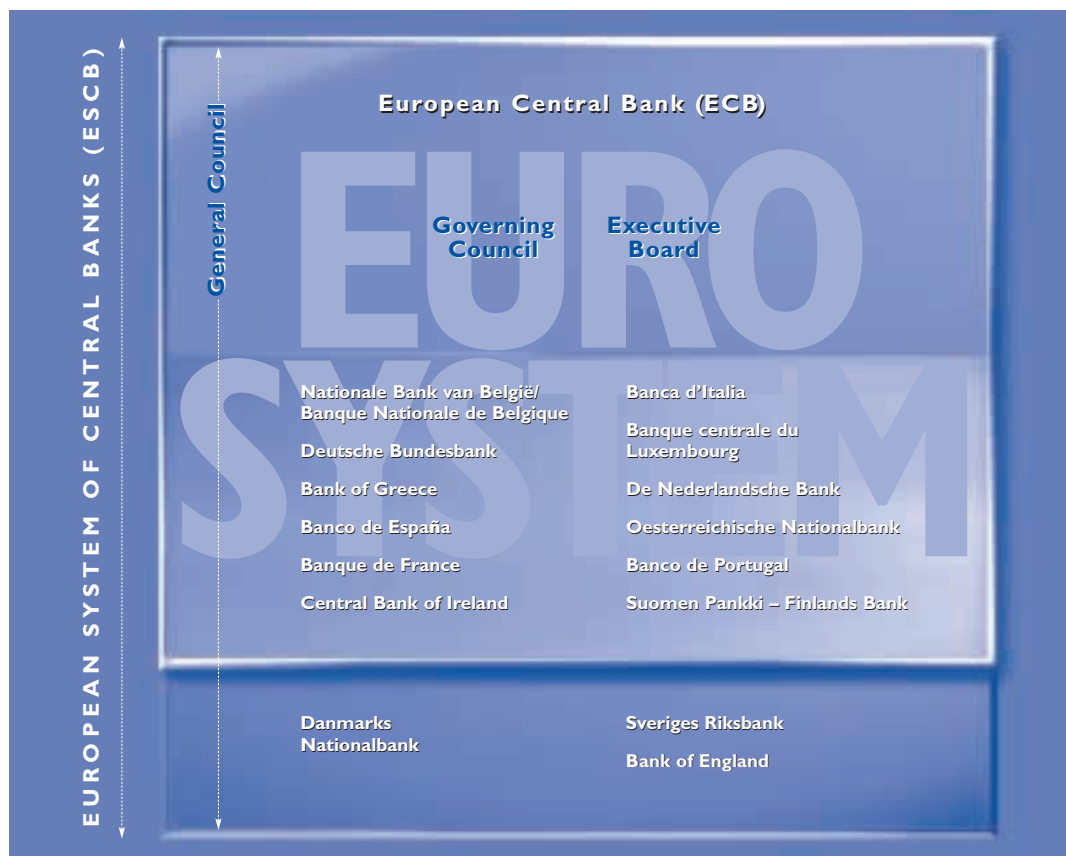 EUROPEAN SYSTEM OF CENTRAL BANKS (ESCB)
General Council
European Central Bank (ECB)
EURO
SYSTEM
Governing
Council
Executive
Board
Nationale Bank van België/
Banque Nationale de Belgique
Deutsche Bundesbank
Bank of Greece
Banco de España
Banque de France
Central Bank of Ireland
Banca d’Italia
Banque centrale du
Luxembourg
De Nederlandsche Bank
Oesterreichische Nationalbank
Banco de Portugal
Suomen Pankki – Finlands Bank
Danmarks
Nationalbank
Sveriges Riksbank
Bank of England